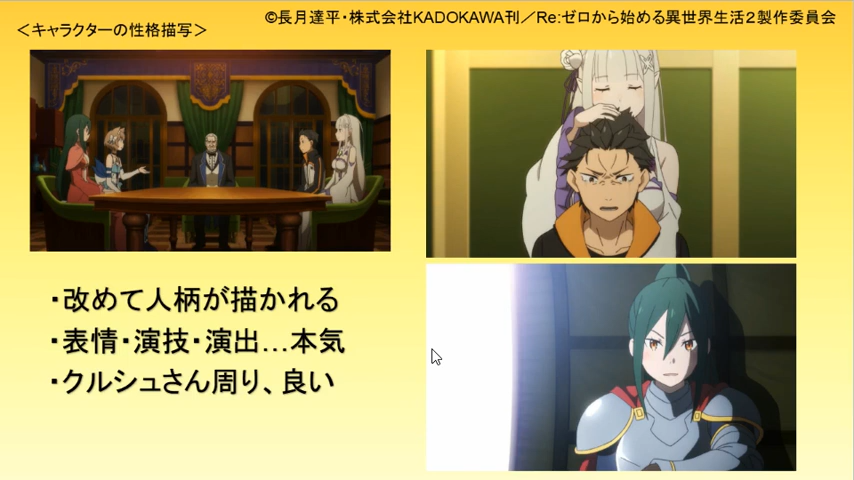 ©長月達平・株式会社KADOKAWA刊／Re:ゼロから始める異世界生活2製作委員会
＜キャラクターの性格描写＞
・改めて人柄が描かれる
・表情・演技・演出…本気
・クルシュさん周り、良い